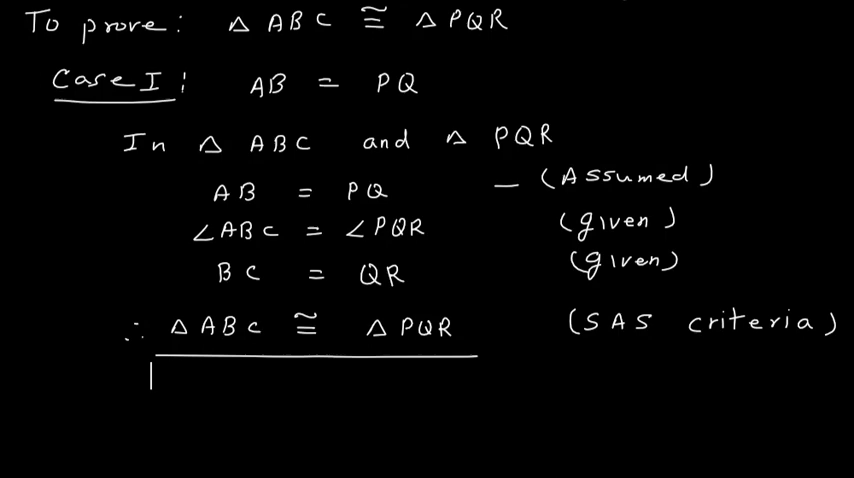 To prove: △ ABC ≅ △ PQR
Case I: AB = PQ
In △ ABC and △ PQR
AB = PQ — (Assumed)
∠ABC = ∠PQR (given)
BC = QR (given)
∴ △ ABC ≅ △ PQR (SAS criteria)